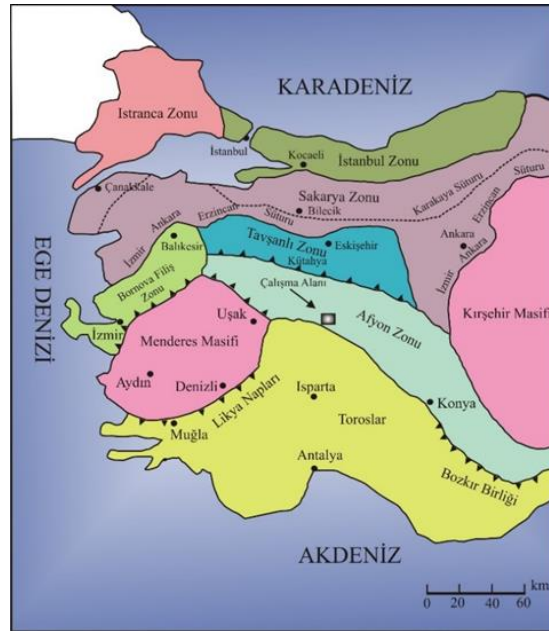 KARADENİZ
Istranca Zonu
İstanbul
Kocaeli
İstanbul Zonu
Çanakkale
Sakarya Zonu
Karakaya Süturu
Bilecik
İzmir Ankara Erzincan Süturu
Balıkesir
Tavşanlı Zonu
Eskişehir
Kütahya
Ankara
İzmir Ankara Erzincan Süturu
EGE DENİZİ
Bornova Filiş
Zonu
Çalışma Alanı
İzmir
Uşak
Afyon Zonu
Kırşehir Masifi
Menderes Masifi
Aydın
Denizli
Likya Napları
Isparta
Konya
Muğla
Toroslar
Antalya
Bozkır Birliği
AKDENİZ
km
0 20 40 60